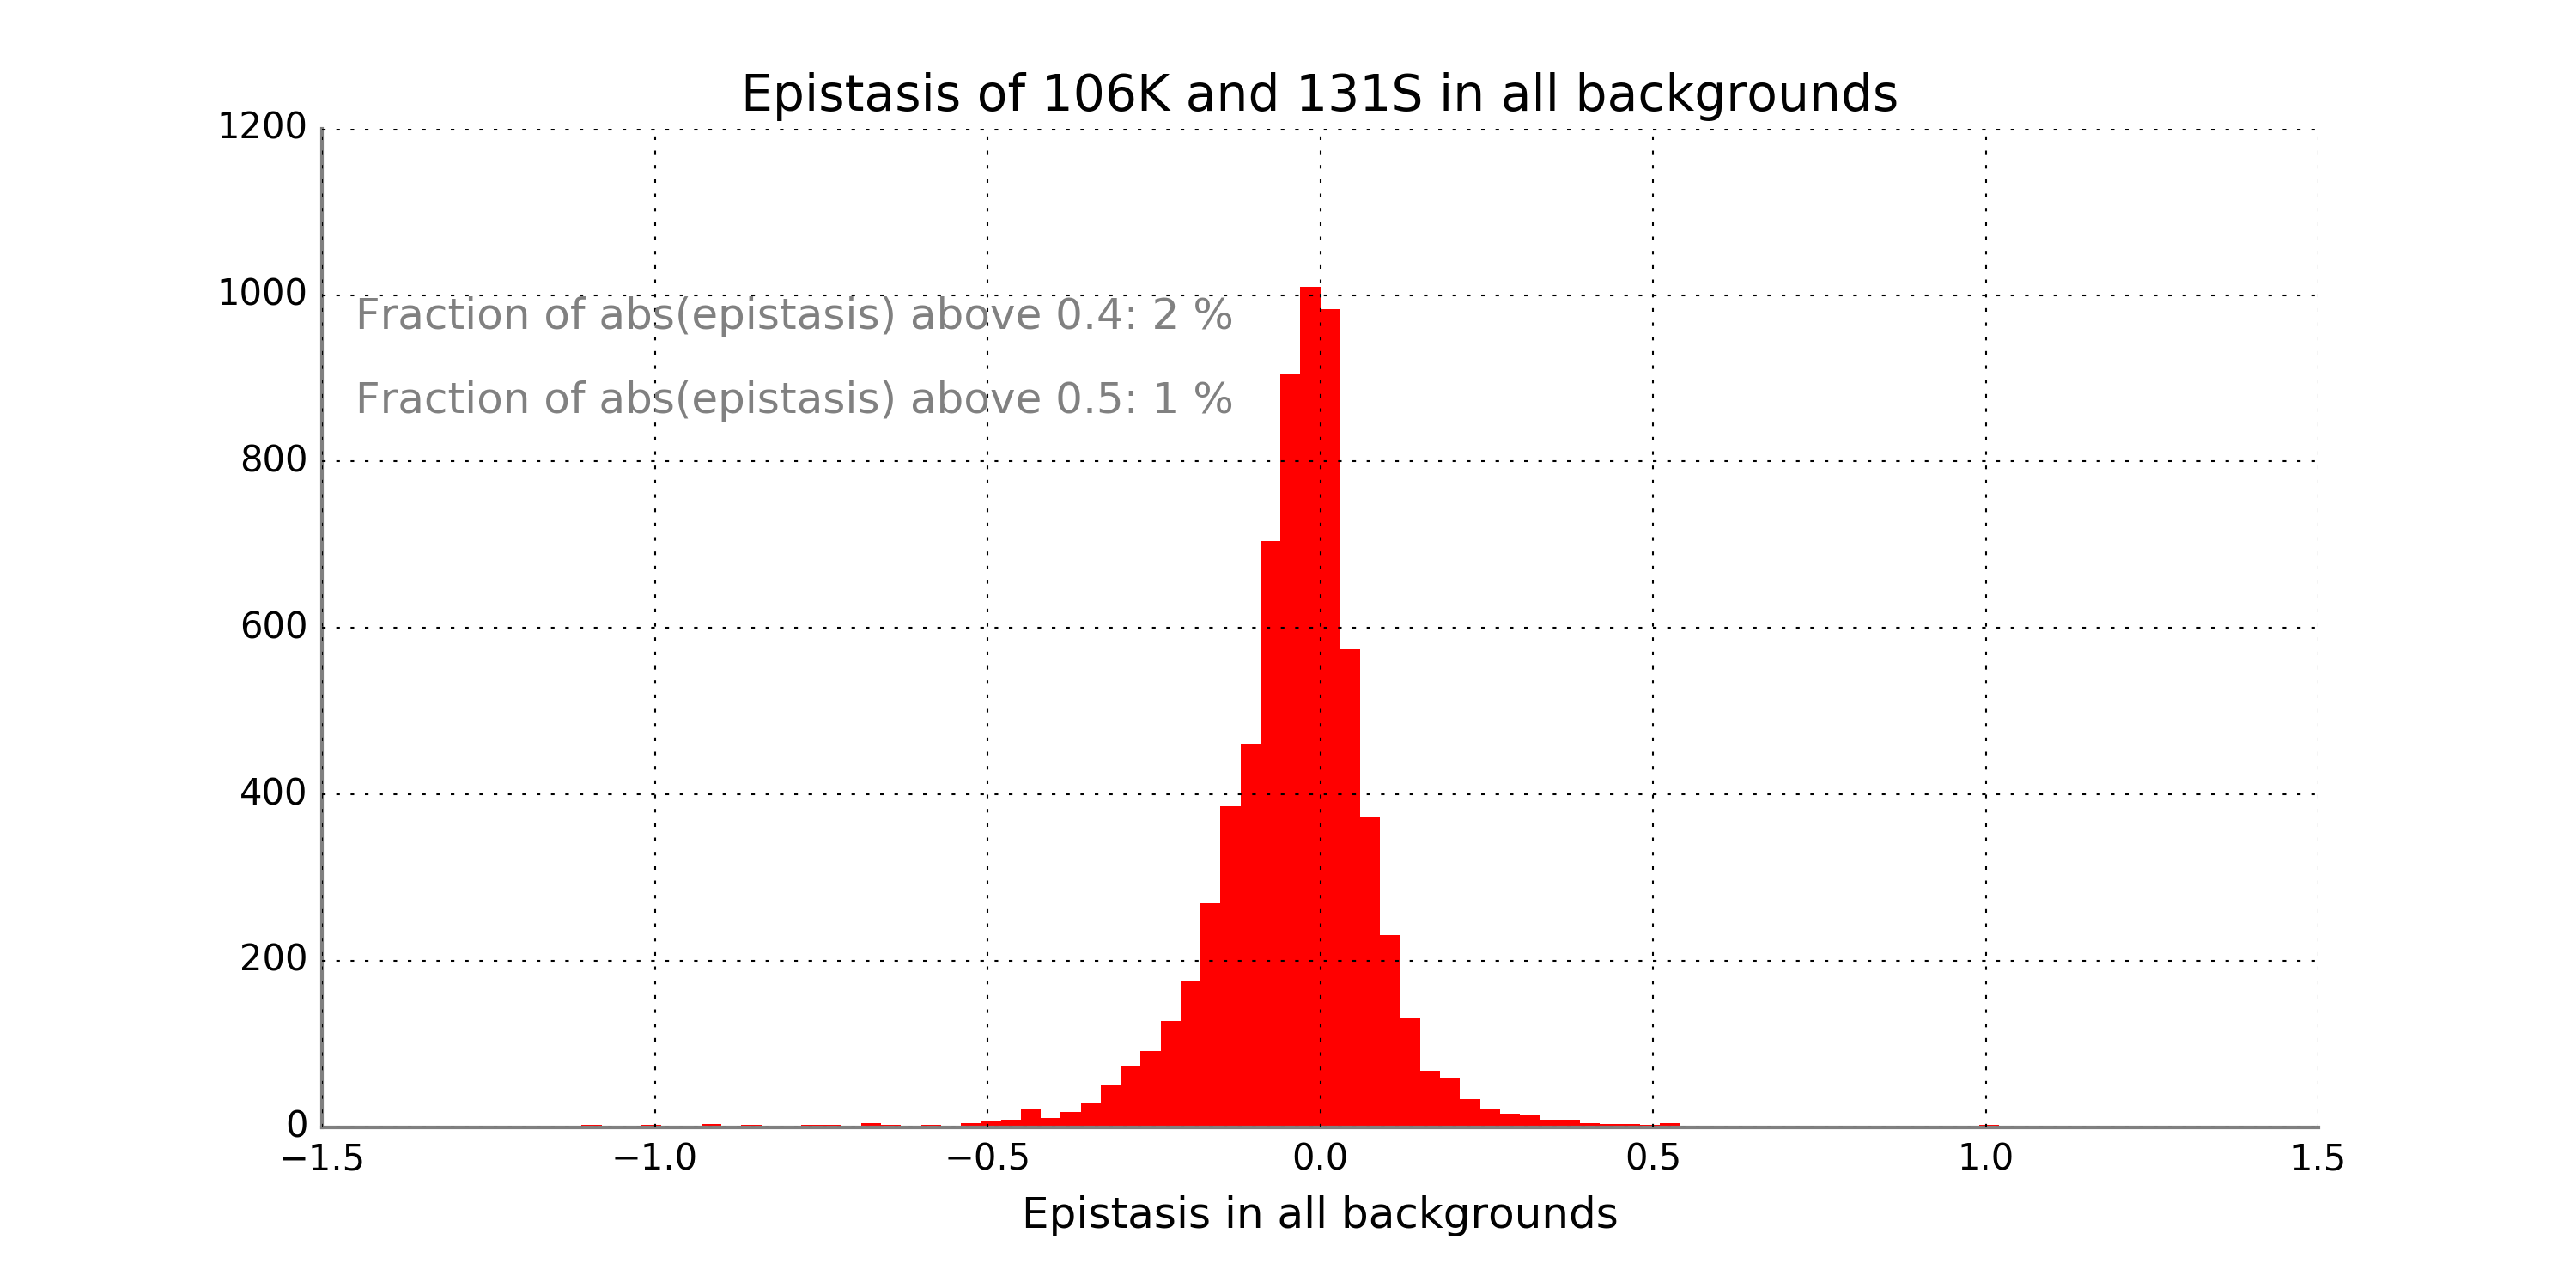 Epistasis of 106K and 131S in all backgrounds
1200
1000
Fraction of abs(epistasis) above 0.4: 2 %
Fraction of abs(epistasis) above 0.5: 1 %
800
600
400
200
0
−1.5 −1.0 −0.5 0.0 0.5 1.0 1.5
Epistasis in all backgrounds